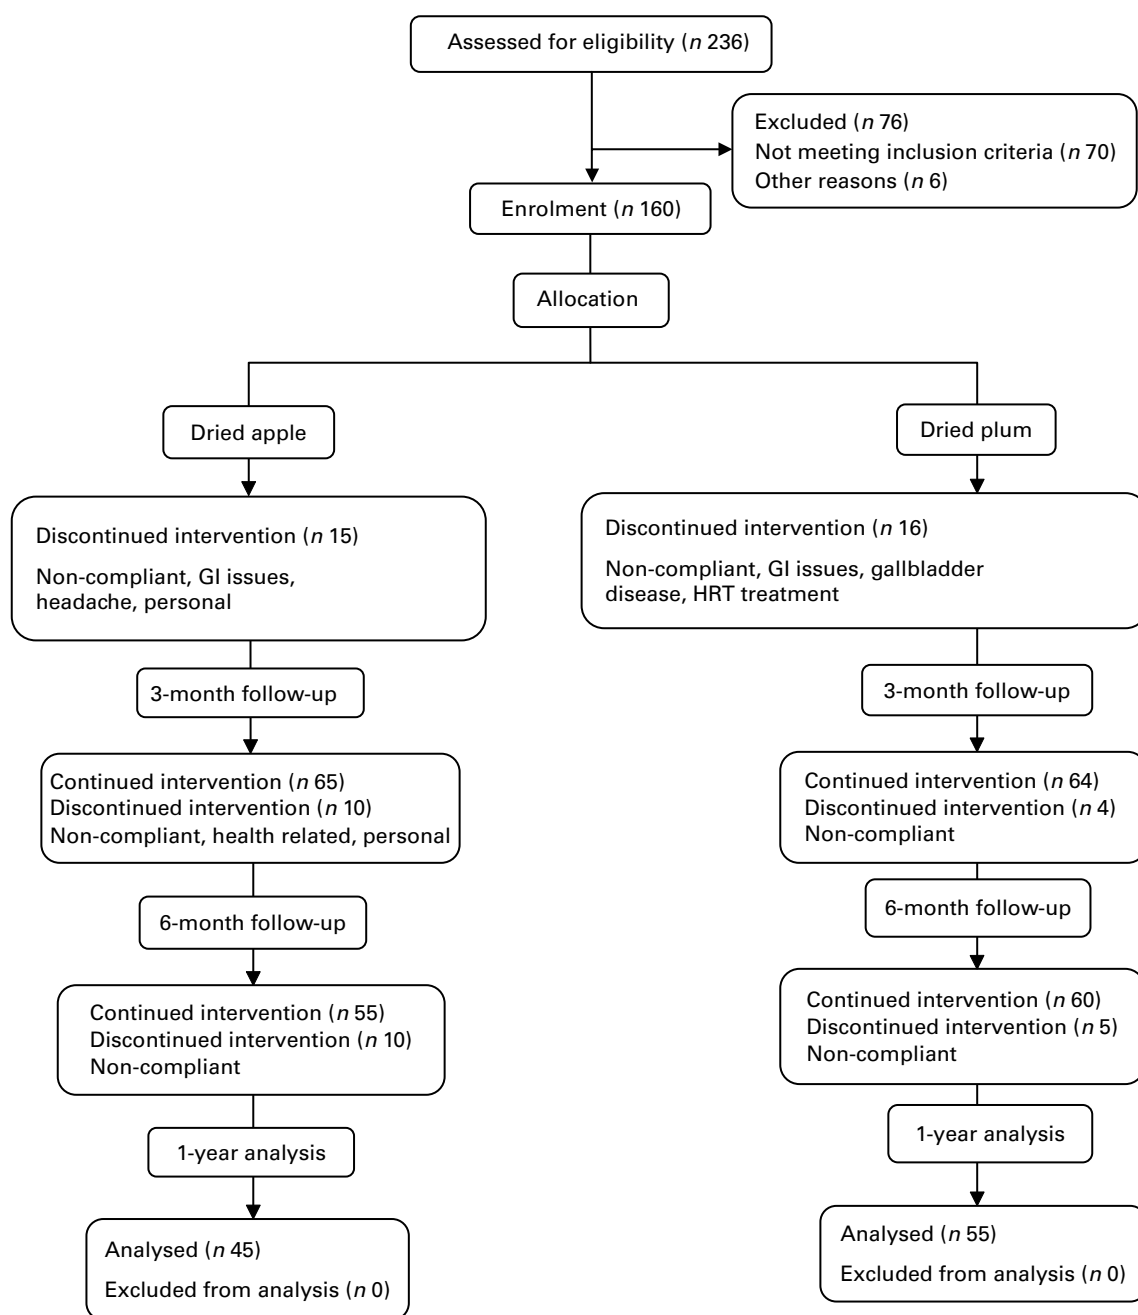 Assessed for eligibility (n 236)
Excluded (n 76)
Not meeting inclusion criteria (n 70)
Other reasons (n 6)
Enrolment (n 160)
Allocation
Dried apple
Dried plum
Discontinued intervention (n 15)
Non-compliant, GI issues,
headache, personal
Discontinued intervention (n 16)
Non-compliant, GI issues, gallbladder
disease, HRT treatment
3-month follow-up
3-month follow-up
Continued intervention (n 65)
Discontinued intervention (n 10)
Non-compliant, health related, personal
Continued intervention (n 64)
Discontinued intervention (n 4)
Non-compliant
6-month follow-up
6-month follow-up
Continued intervention (n 55)
Discontinued intervention (n 10)
Non-compliant
Continued intervention (n 60)
Discontinued intervention (n 5)
Non-compliant
1-year analysis
1-year analysis
Analysed (n 45)
Excluded from analysis (n 0)
Analysed (n 55)
Excluded from analysis (n 0)